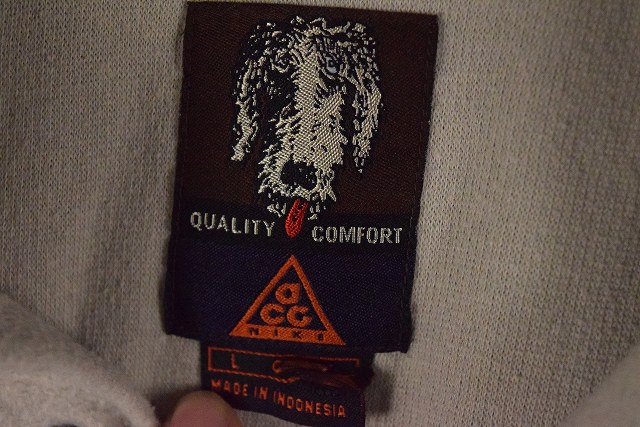 QUALITY COMFORT
aCG
NIKE
L G
MADE IN INDONESIA